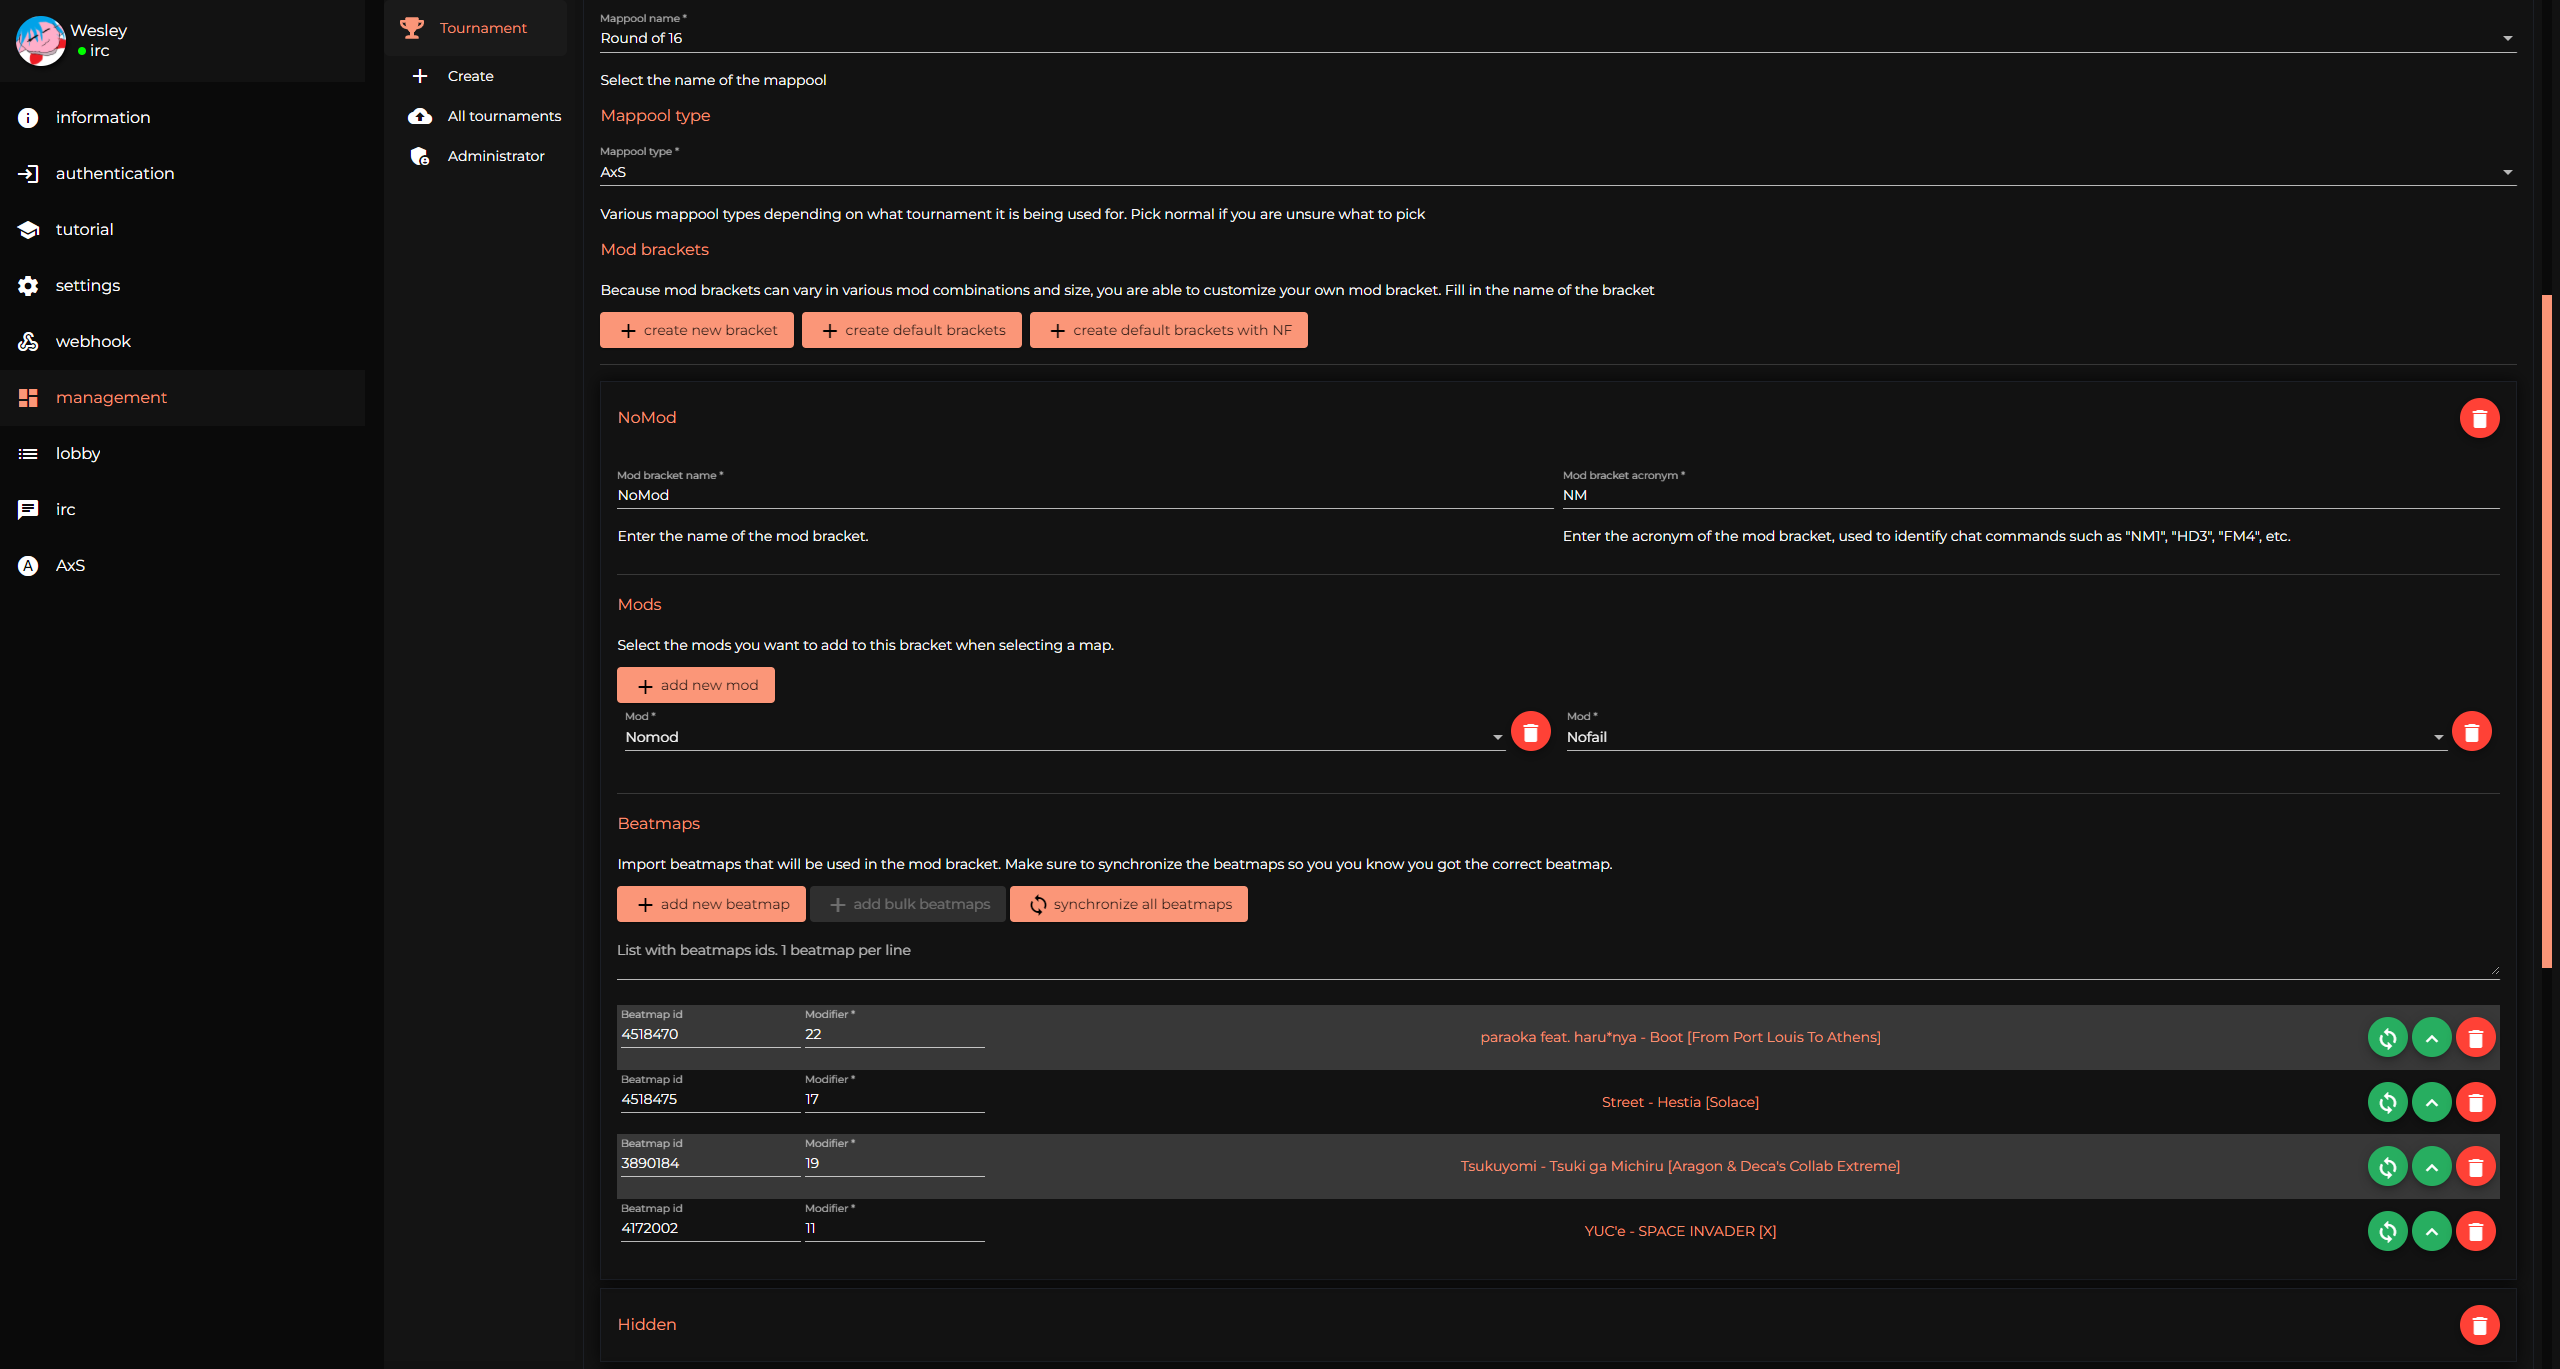 Wesley
irc
information
authentication
tutorial
settings
webhook
management
lobby
irc
AxS
Tournament
Create
All tournaments
Administrator
Mappool name *
Round of 16
Select the name of the mappool
Mappool type
Mappool type *
AxS
Various mappool types depending on what tournament it is being used for. Pick normal if you are unsure what to pick
Mod brackets
Because mod brackets can vary in various mod combinations and size, you are able to customize your own mod bracket. Fill in the name of the bracket
create new bracket create default brackets create default brackets with NF
NoMod
Mod bracket name * Mod bracket acronym *
NoMod NM
Enter the name of the mod bracket. Enter the acronym of the mod bracket, used to identify chat commands such as "NM1", "HD3", "FM4", etc.
Mods
Select the mods you want to add to this bracket when selecting a map.
add new mod
Mod * Mod *
Nomod Nofail
Beatmaps
Import beatmaps that will be used in the mod bracket. Make sure to synchronize the beatmaps so you you know you got the correct beatmap.
add new beatmap add bulk beatmaps synchronize all beatmaps
List with beatmaps ids. 1 beatmap per line
Beatmap id Modifier *
4518470 22 paraoka feat. haru*nya - Boot [From Port Louis To Athens]
Beatmap id Modifier *
4518475 17 Street - Hestia [Solace]
Beatmap id Modifier *
3890184 19 Tsukuyomi - Tsuki ga Michiru [Aragon & Deca's Collab Extreme]
Beatmap id Modifier *
4172002 11 YUC'e - SPACE INVADER [X]
Hidden